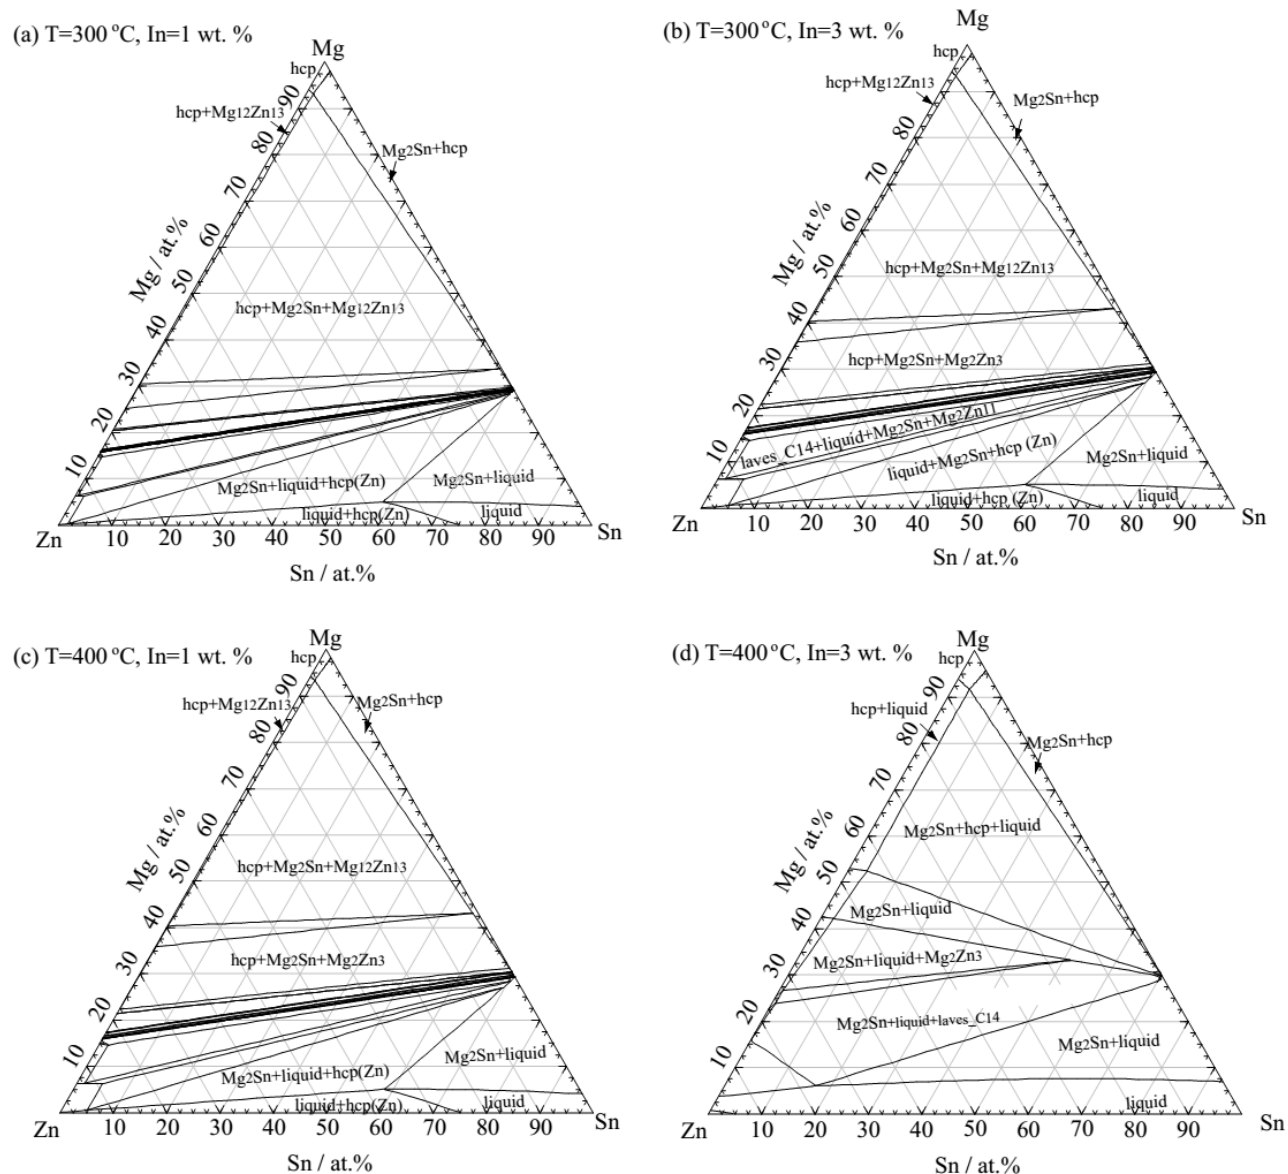 (a) T=300 °C, In=1 wt. %
Mg
hcp
hcp+Mg12Zn13
90
80
Mg2Sn+hcp
70
60
Mg / at.%
50
hcp+Mg2Sn+Mg12Zn13
40
30
20
10
Mg2Sn+liquid+hcp(Zn)
Mg2Sn+liquid
liquid+hcp(Zn)
liquid
Zn
10 20 30 40 50 60 70 80 90
Sn
Sn / at.%
(b) T=300 °C, In=3 wt. %
Mg
hcp
hcp+Mg12Zn13
90
Mg2Sn+hcp
80
70
60
Mg / at.%
50
hcp+Mg2Sn+Mg12Zn13
40
hcp+Mg2Sn+Mg2Zn3
30
20
laves_C14+liquid+Mg2Sn+Mg2Zn11
10
liquid+Mg2Sn+hcp (Zn)
Mg2Sn+liquid
liquid+hcp (Zn)
liquid
Zn
10 20 30 40 50 60 70 80 90
Sn
Sn / at.%
(c) T=400 °C, In=1 wt. %
Mg
hcp
90
hcp+Mg12Zn13
Mg2Sn+hcp
80
70
60
Mg / at.%
50
hcp+Mg2Sn+Mg12Zn13
40
hcp+Mg2Sn+Mg2Zn3
30
20
10
Mg2Sn+liquid
Mg2Sn+liquid+hcp(Zn)
liquid+hcp(Zn)
liquid
Zn
10 20 30 40 50 60 70 80 90
Sn
Sn / at.%
(d) T=400 °C, In=3 wt. %
Mg
hcp
90
hcp+liquid
80
Mg2Sn+hcp
70
60
Mg2Sn+hcp+liquid
Mg / at.%
50
Mg2Sn+liquid
40
Mg2Sn+liquid+Mg2Zn3
30
20
Mg2Sn+liquid+laves_C14
10
Mg2Sn+liquid
liquid
Zn
10 20 30 40 50 60 70 80 90
Sn
Sn / at.%